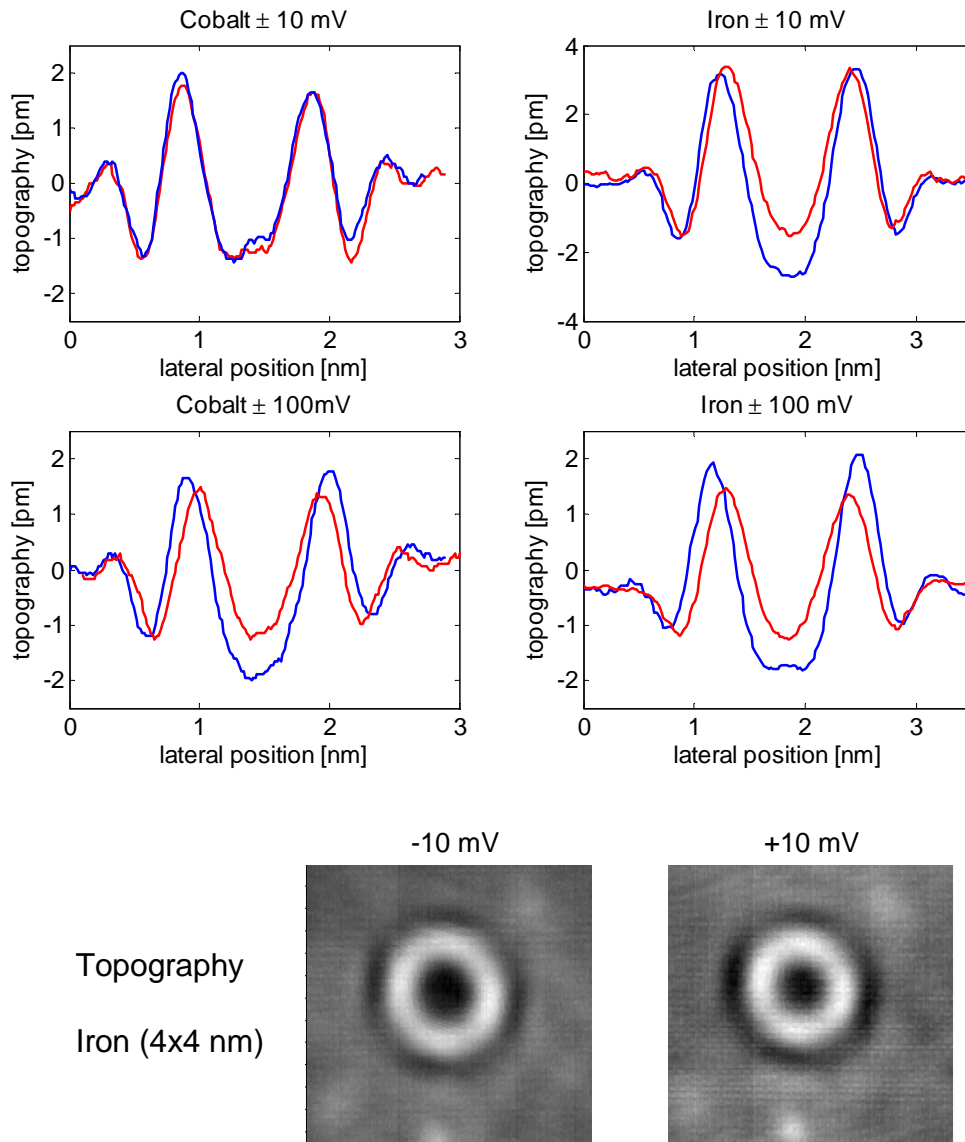 Cobalt ± 10 mV
topography [pm]
2
1
0
-1
-2
0 1 2 3
lateral position [nm]
Iron ± 10 mV
topography [pm]
4
2
0
-2
-4
0 1 2 3
lateral position [nm]
Cobalt ± 100mV
topography [pm]
2
1
0
-1
-2
0 1 2 3
lateral position [nm]
Iron ± 100 mV
topography [pm]
2
1
0
-1
-2
0 1 2 3
lateral position [nm]
-10 mV
+10 mV
Topography
Iron (4x4 nm)